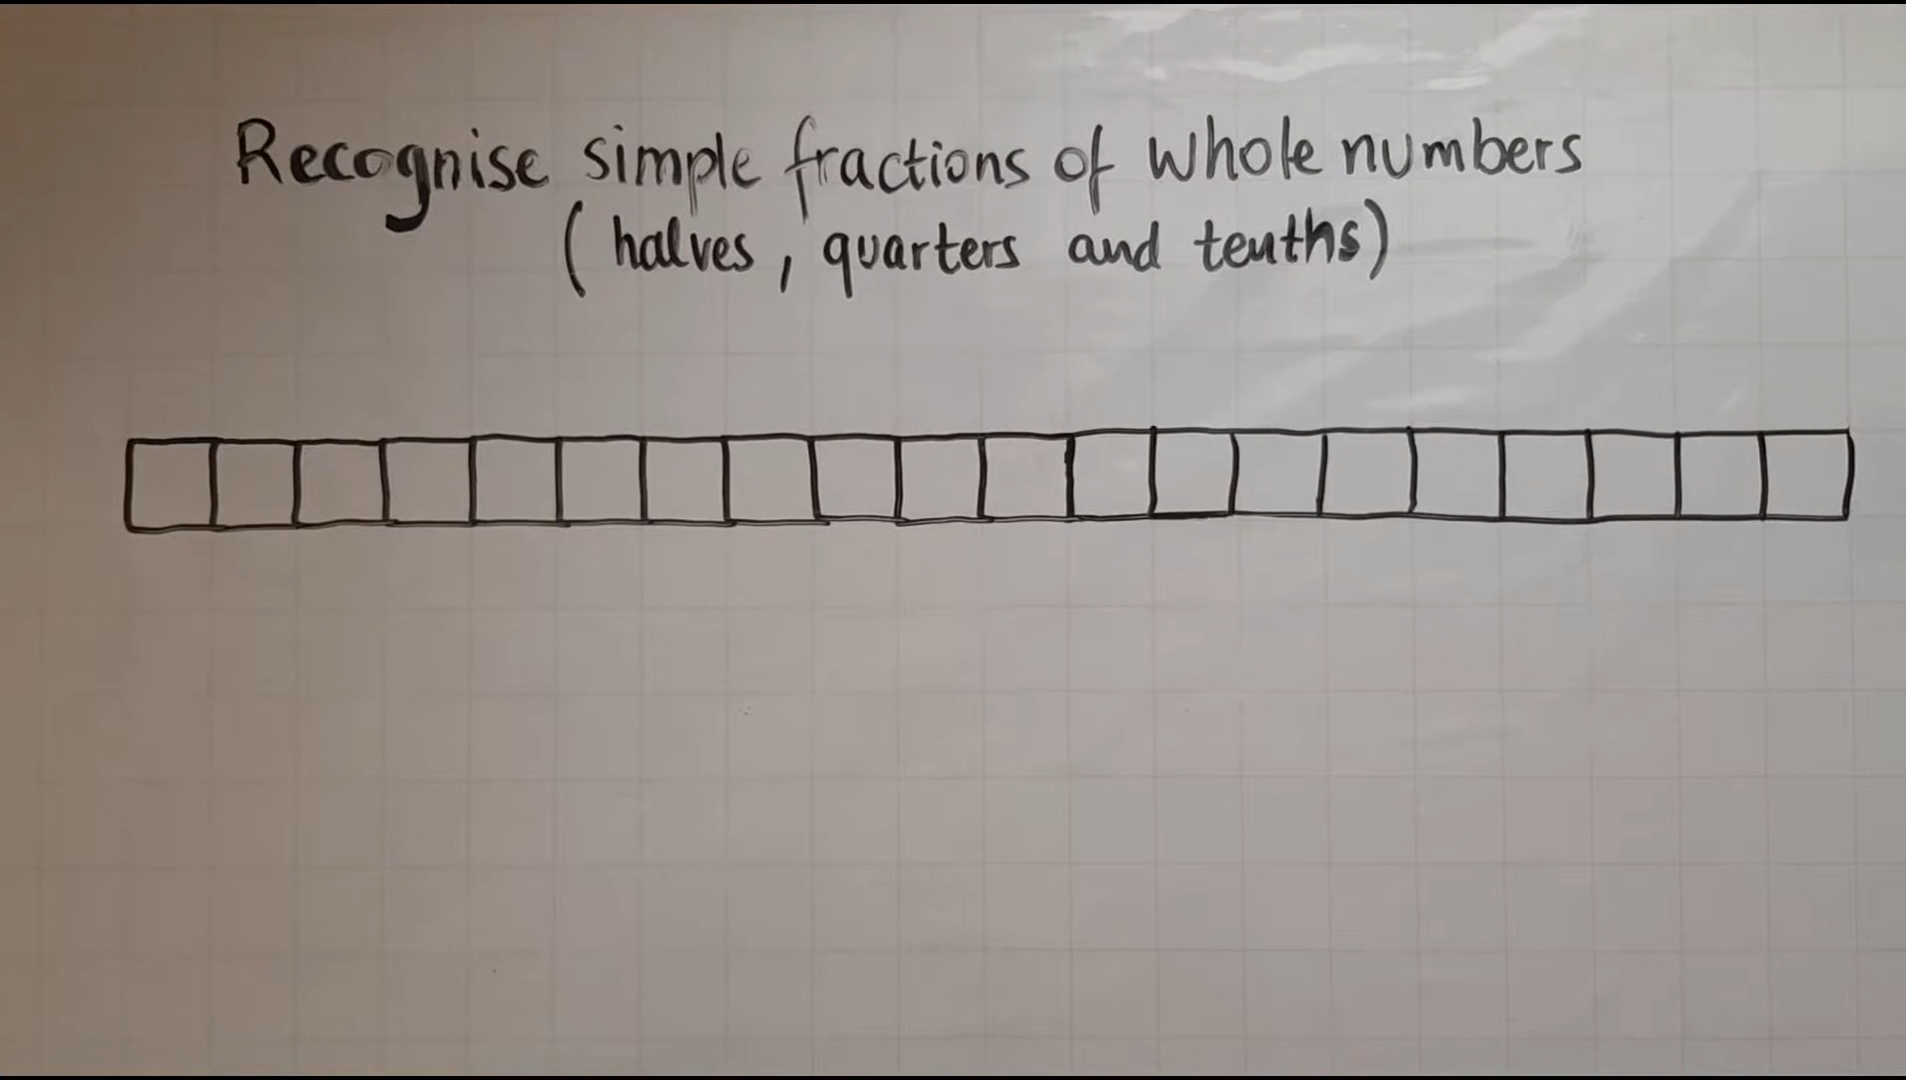 Recognise simple fractions of whole numbers
( halves, quarters and tenths)